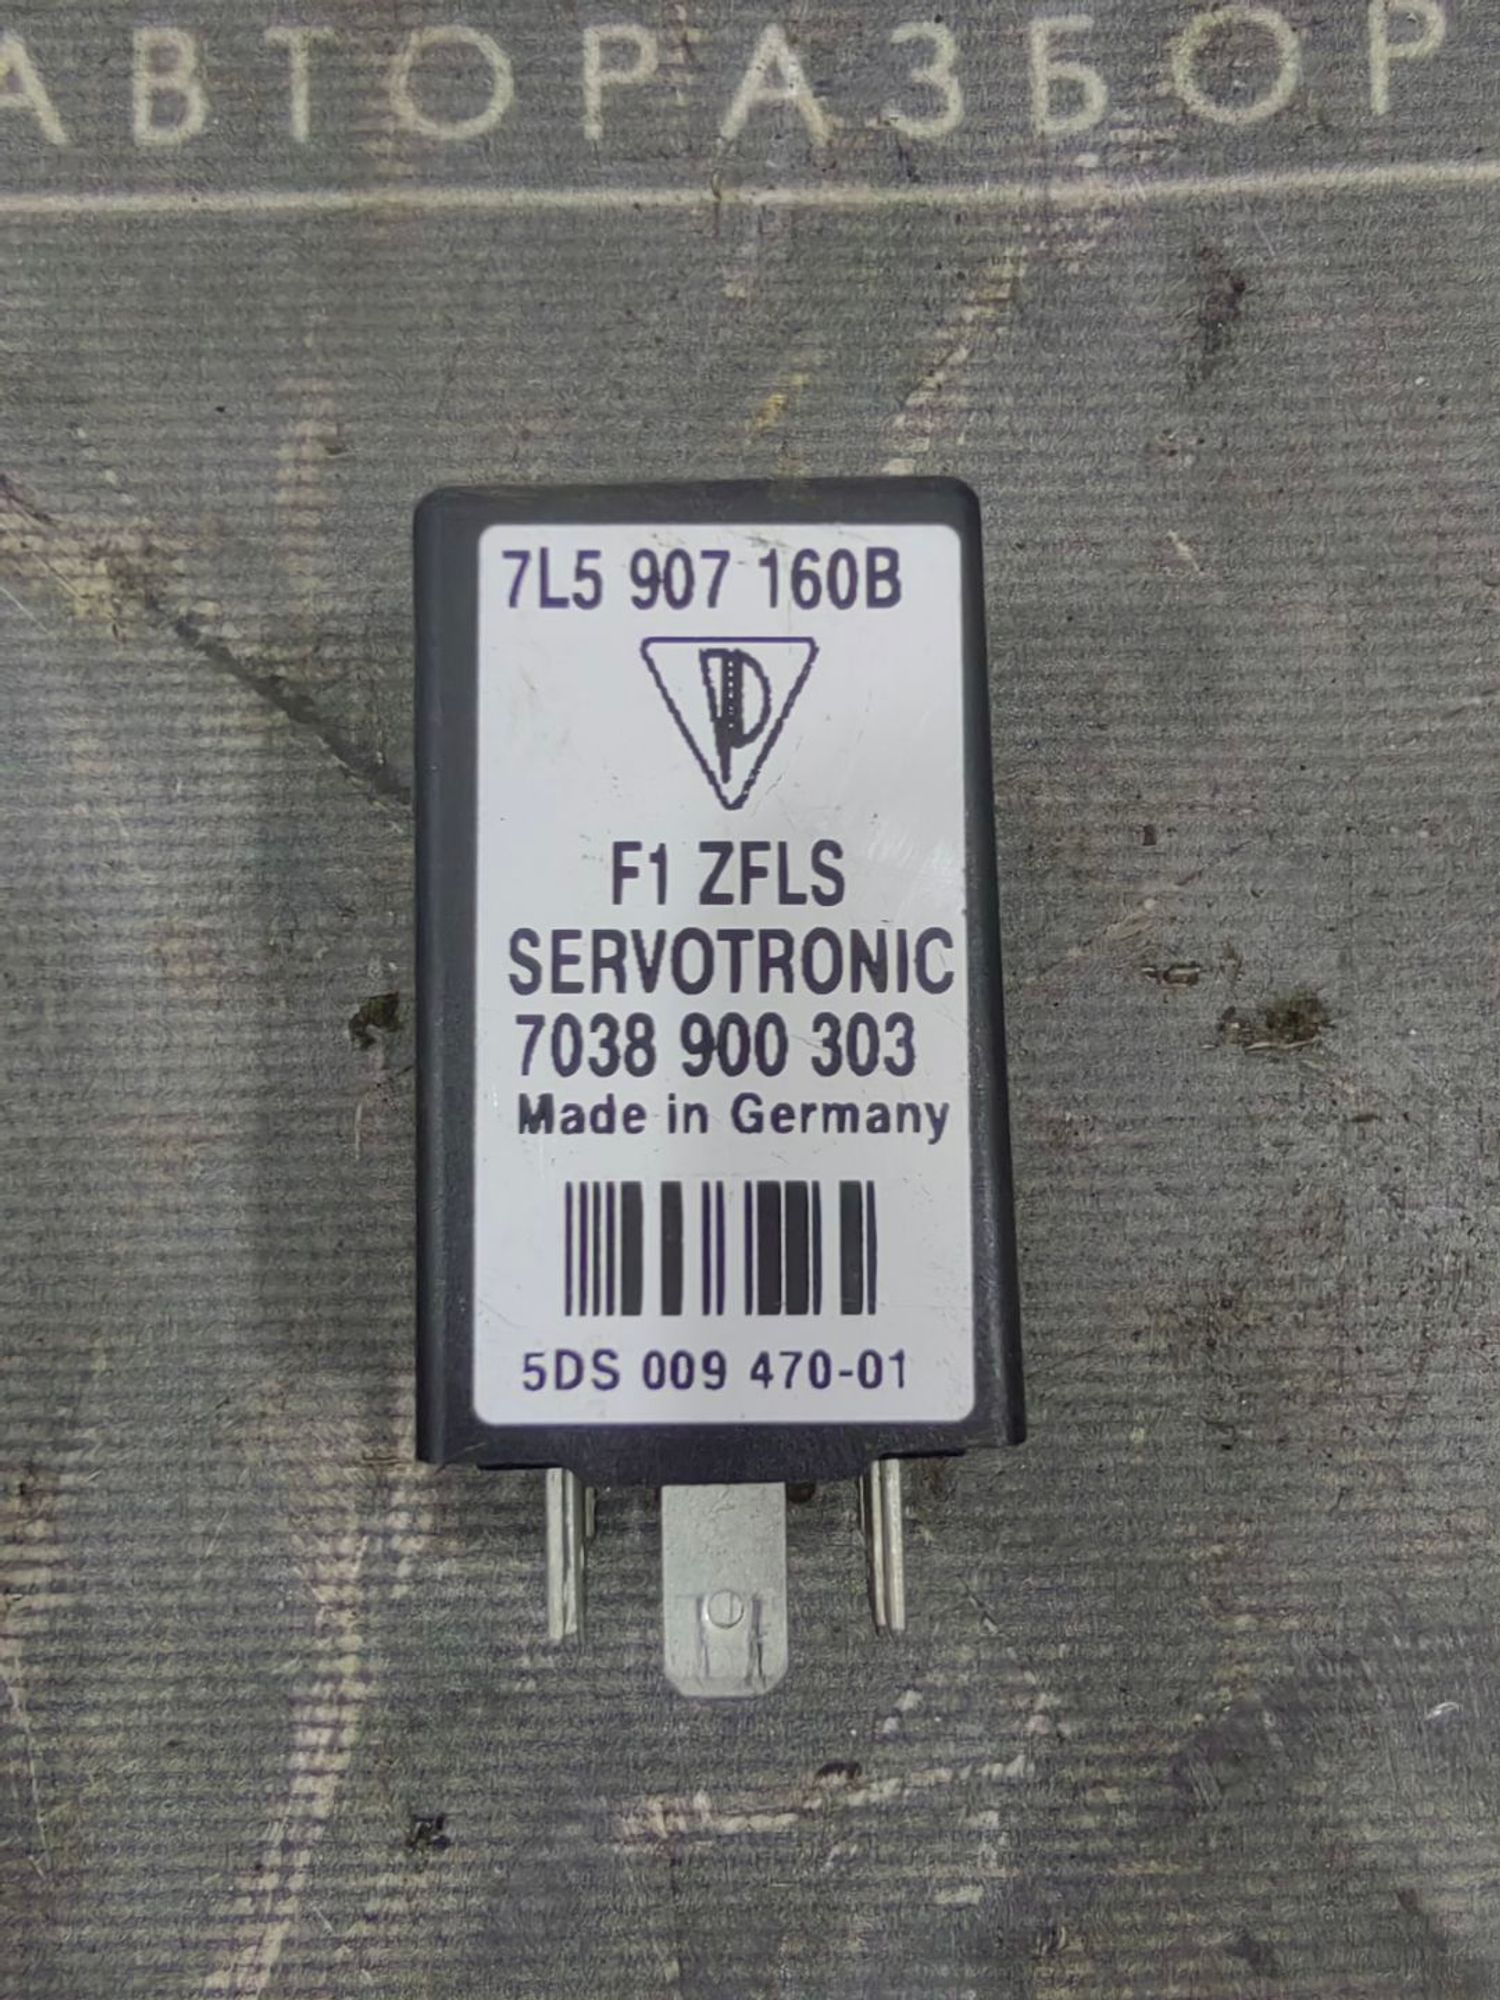 АВТОРАЗБОР
7L5 907 160B
F1 ZFLS
SERVOTRONIC
7038 900 303
Made in Germany
5DS 009 470-01